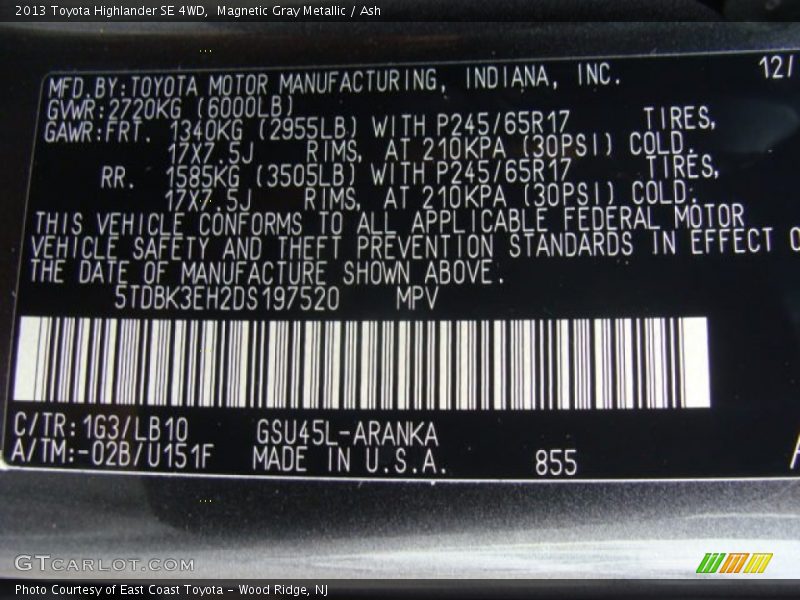 2013 Toyota Highlander SE 4WD,  Magnetic Gray Metallic / Ash
MFD.BY:TOYOTA MOTOR MANUFACTURING, INDIANA, INC. 12/
GVWR:2720KG (6000LB)
GAWR:FRT. 1340KG (2955LB) WITH P245/65R17 TIRES,
17X7.5J RIMS, AT 210KPA (30PSI) COLD.
RR. 1585KG (3505LB) WITH P245/65R17 TIRES,
17X7.5J RIMS, AT 210KPA (30PSI) COLD.
THIS VEHICLE CONFORMS TO ALL APPLICABLE FEDERAL MOTOR
VEHICLE SAFETY AND THEFT PREVENTION STANDARDS IN EFFECT O
THE DATE OF MANUFACTURE SHOWN ABOVE.
5TDBK3EH2DS197520 MPV
C/TR:1G3/LB10 GSU45L-ARANKA
A/TM:-02B/U151F MADE IN U.S.A. 855 A
GTCARLOT.COM
Photo Courtesy of East Coast Toyota - Wood Ridge, NJ